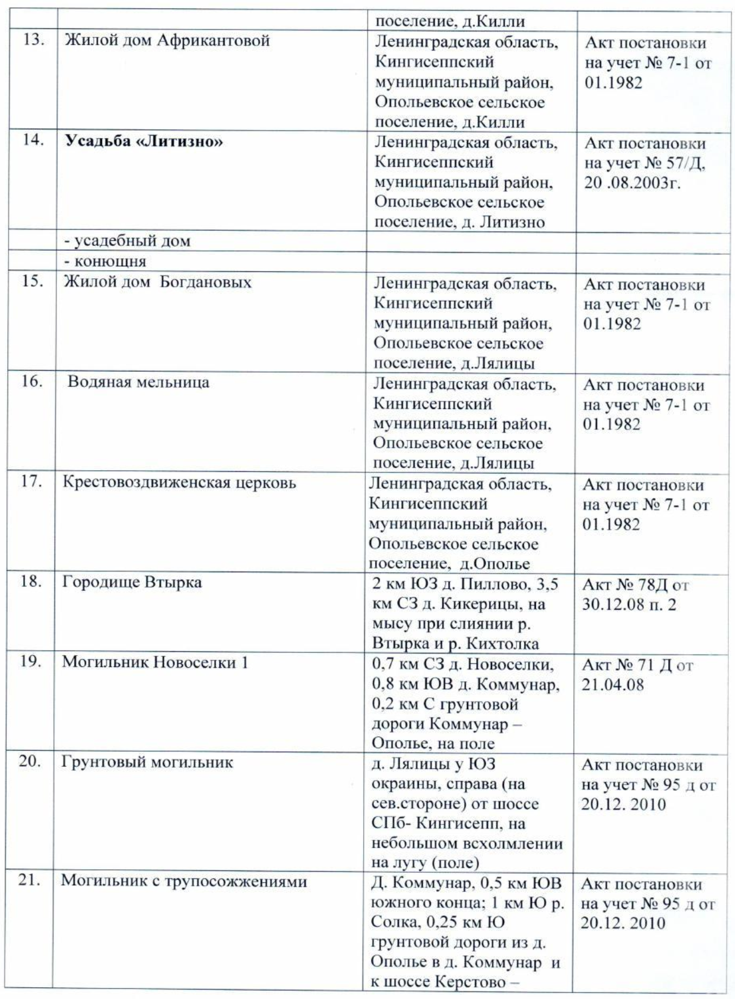 поселение, д.Килли
13.
Жилой дом Африкантовой
Ленинградская область,
Кингисеппский
муниципальный район,
Опольевское сельское
поселение, д.Килли
Акт постановки
на учет № 7-1 от
01.1982
14.
Усадьба «Литизно»
Ленинградская область,
Кингисеппский
муниципальный район,
Опольевское сельское
поселение, д. Литизно
Акт постановки
на учет № 57/Д,
20 .08.2003г.
- усадебный дом
- конющня
15.
Жилой дом Богдановых
Ленинградская область,
Кингисеппский
муниципальный район,
Опольевское сельское
поселение, д.Лялицы
Акт постановки
на учет № 7-1 от
01.1982
16.
Водяная мельница
Ленинградская область,
Кингисеппский
муниципальный район,
Опольевское сельское
поселение, д.Лялицы
Акт постановки
на учет № 7-1 от
01.1982
17.
Крестовоздвиженская церковь
Ленинградская область,
Кингисеппский
муниципальный район,
Опольевское сельское
поселение, д.Ополье
Акт постановки
на учет № 7-1 от
01.1982
18.
Городище Втырка
2 км ЮЗ д. Пиллово, 3,5
км СЗ д. Кикерицы, на
мысу при слиянии р.
Втырка и р. Кихтолка
Акт № 78Д от
30.12.08 п. 2
19.
Могильник Новоселки 1
0,7 км СЗ д. Новоселки,
0,8 км ЮВ д. Коммунар,
0,2 км С грунтовой
дороги Коммунар –
Ополье, на поле
Акт № 71 Д от
21.04.08
20.
Грунтовый могильник
д. Лялицы у ЮЗ
окраины, справа (на
сев.стороне) от шоссе
СПб- Кингисепп, на
небольшом всхолмлении
на лугу (поле)
Акт постановки
на учет № 95 д от
20.12. 2010
21.
Могильник с трупосожжениями
Д. Коммунар, 0,5 км ЮВ
южного конца; 1 км Ю р.
Солка, 0,25 км Ю
грунтовой дороги из д.
Ополье в д. Коммунар и
к шоссе Керстово –
Акт постановки
на учет № 95 д от
20.12. 2010